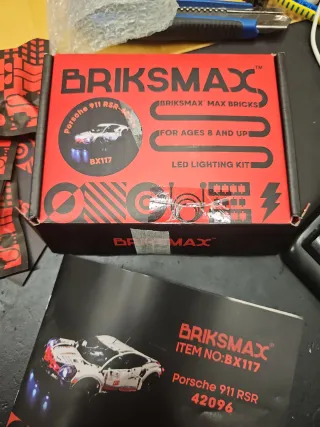 BRIKSMAX™
Porsche 911 RSR
BRIKSMAX MAX BRICKS
FOR AGES 8 AND UP
BX117
LED LIGHTING KIT
BRIKSMAX
BRIKSMAX
ITEM NO:BX117
Porsche 911 RSR
42096